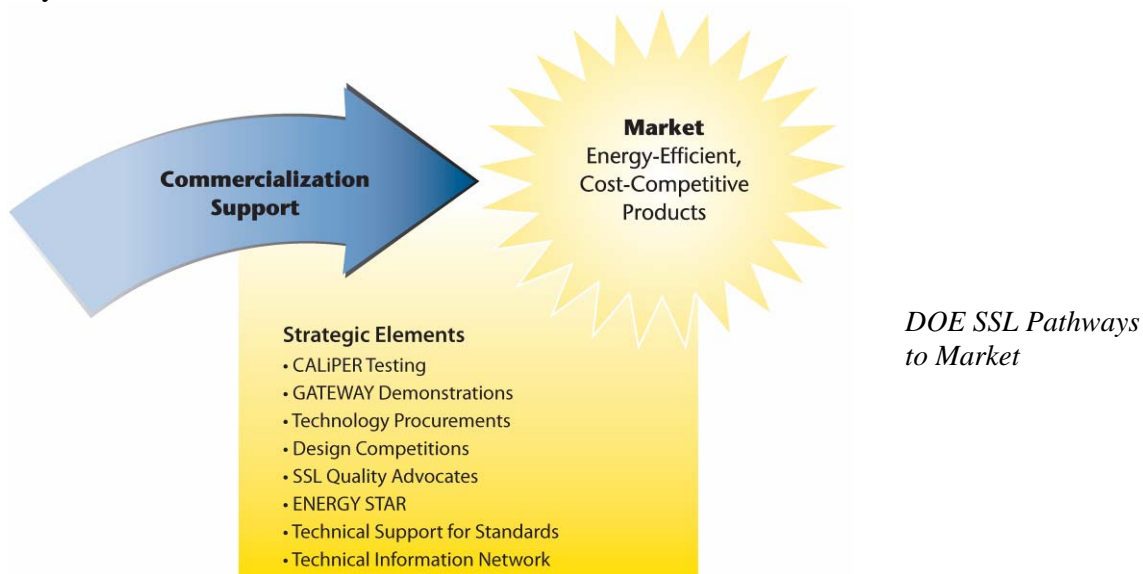 Commercialization
Support
Market
Energy-Efficient,
Cost-Competitive
Products
Strategic Elements
• CALiPER Testing
• GATEWAY Demonstrations
• Technology Procurements
• Design Competitions
• SSL Quality Advocates
• ENERGY STAR
• Technical Support for Standards
• Technical Information Network
DOE SSL Pathways
to Market